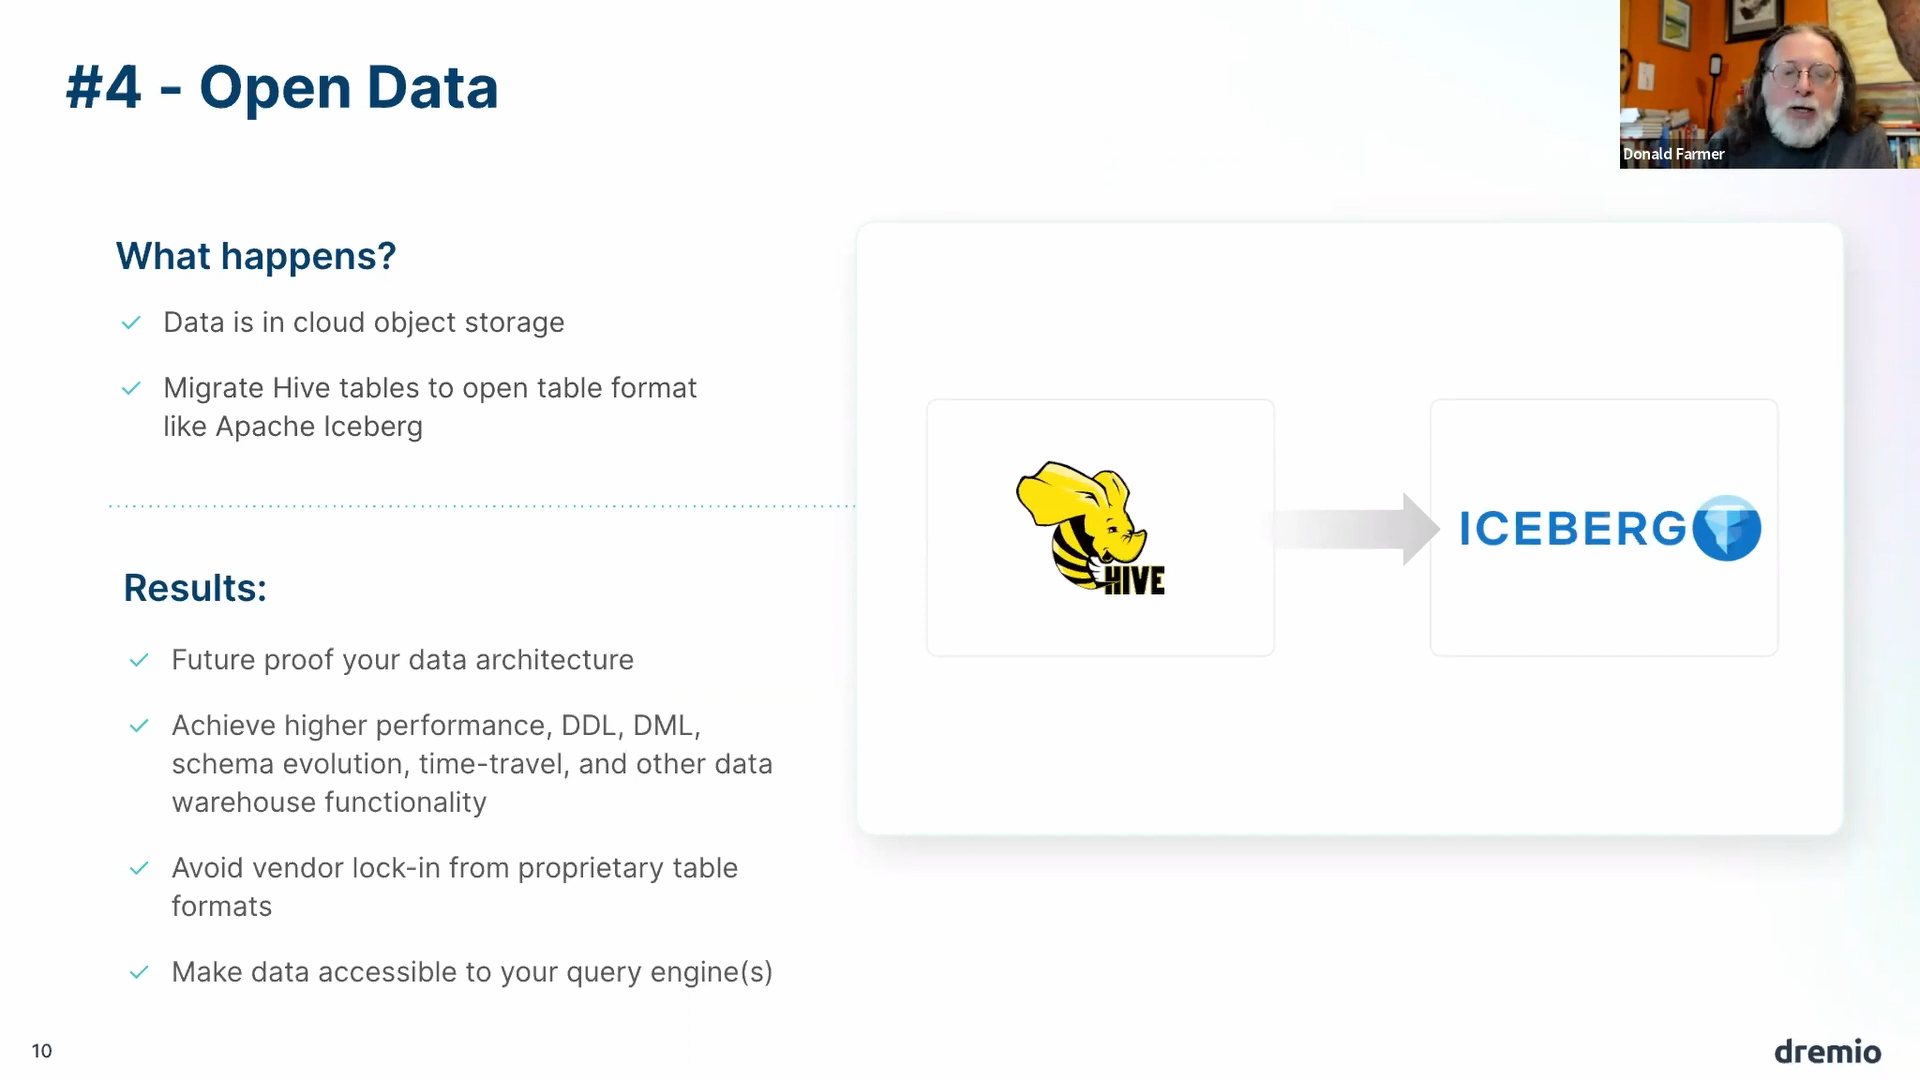 #4 - Open Data
Donald Farmer
What happens?
Data is in cloud object storage
Migrate Hive tables to open table format
like Apache Iceberg
HIVE
ICEBERG
Results:
Future proof your data architecture
Achieve higher performance, DDL, DML,
schema evolution, time-travel, and other data
warehouse functionality
Avoid vendor lock-in from proprietary table
formats
Make data accessible to your query engine(s)
10
dremio